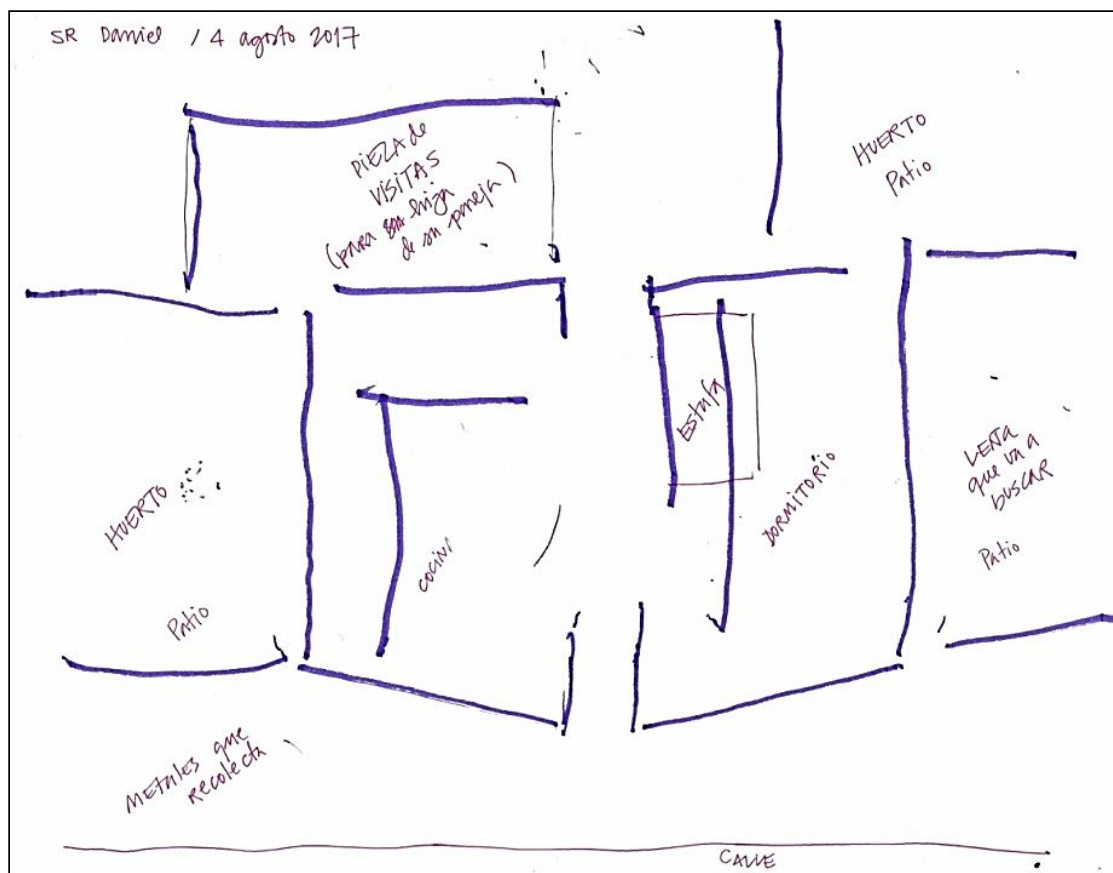 SR Daniel / 4 agosto 2017
PIEZA de
VISITAS
(para hija
de su pareja)
HUERTO
Patio
Estufa
DORMITORIO
LEÑA
que va a
buscar
Patio
HUERTO
Patio
COCINA
Metales que
recolecta
CALLE